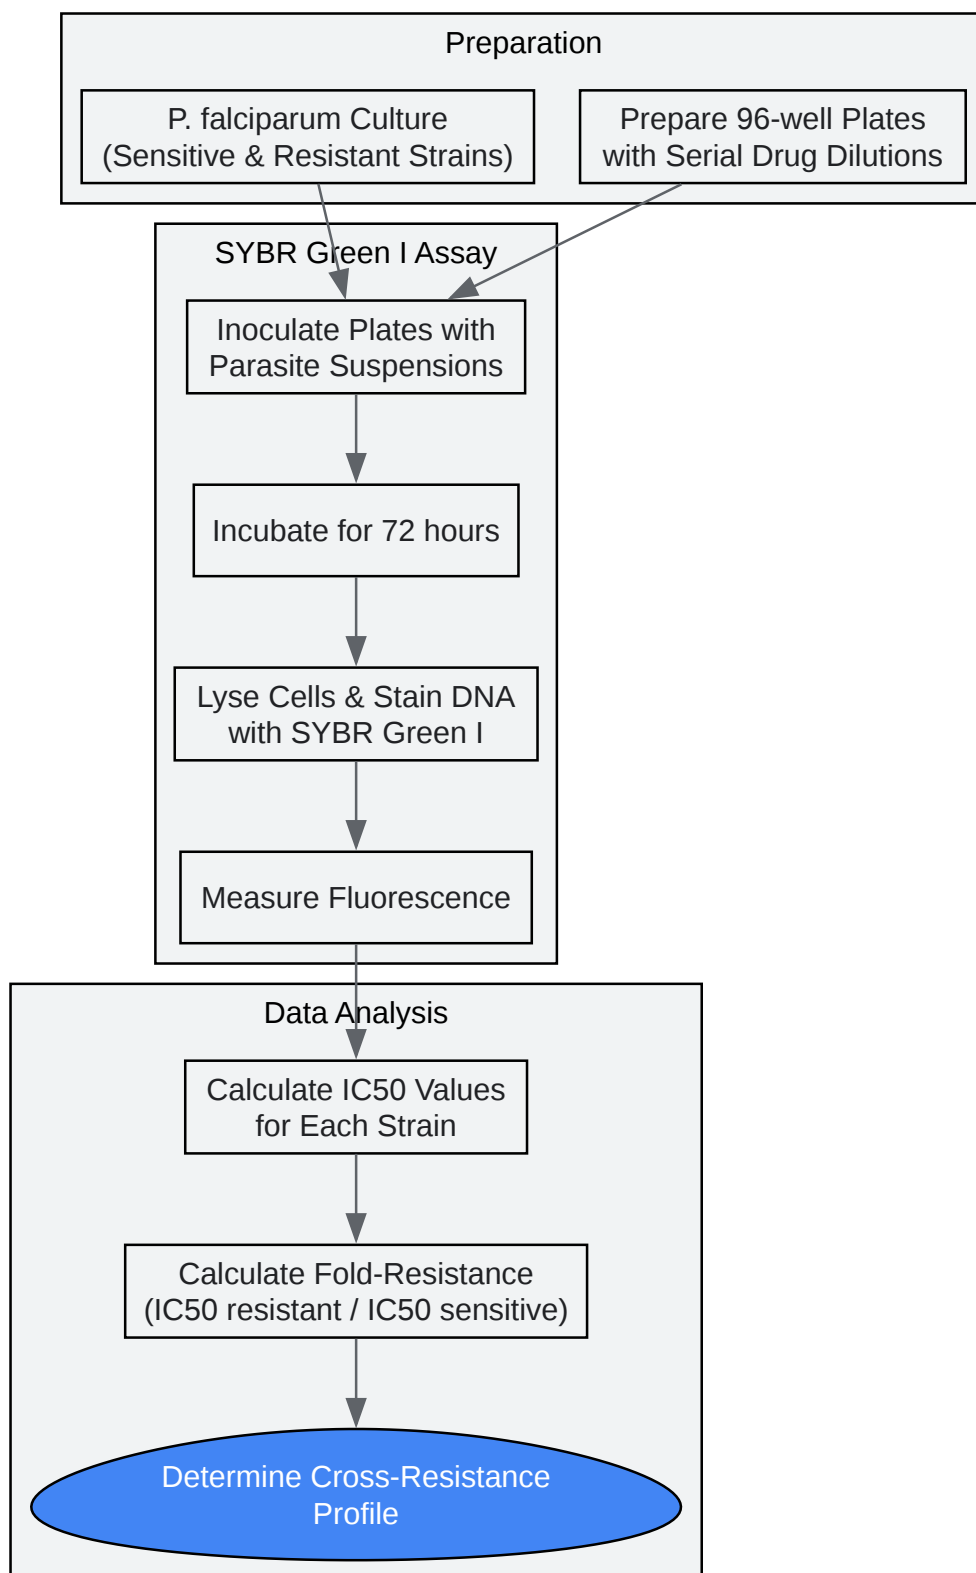 Preparation
P. falciparum Culture
(Sensitive & Resistant Strains)
Prepare 96-well Plates
with Serial Drug Dilutions
SYBR Green I Assay
Inoculate Plates with
Parasite Suspensions
Incubate for 72 hours
Lyse Cells & Stain DNA
with SYBR Green I
Measure Fluorescence
Data Analysis
Calculate IC50 Values
for Each Strain
Calculate Fold-Resistance
(IC50 resistant / IC50 sensitive)
Determine Cross-Resistance
Profile